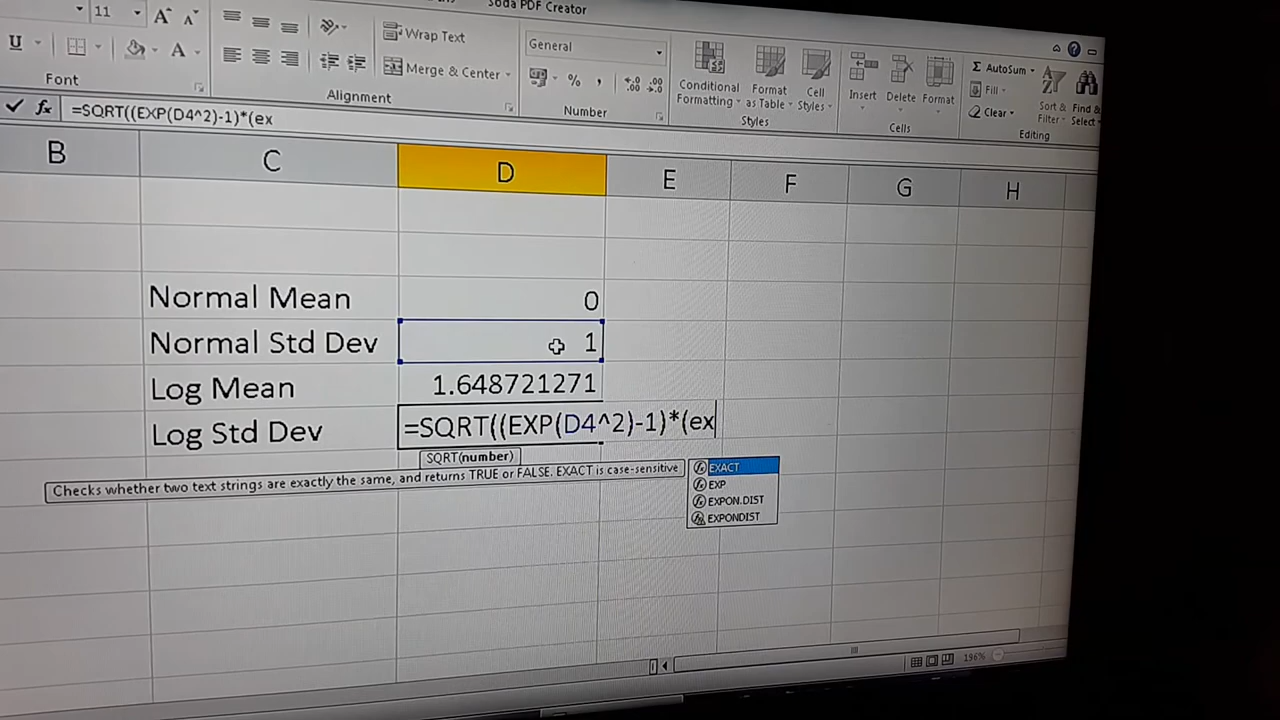 Soda PDF Creator
11
A A
Wrap Text
General
U
A
Merge & Center
% ,
Conditional Formatting
Format as Table
Cell Styles
Insert
Delete
Format
Σ AutoSum
Fill
Clear
Sort & Filter
Find & Select
Font
Alignment
Number
Styles
Cells
Editing
fx =SQRT((EXP(D4^2)-1)*(ex
B C D E F G H
Normal Mean 0
Normal Std Dev 1
Log Mean 1.648721271
Log Std Dev =SQRT((EXP(D4^2)-1)*(ex
SQRT(number)
Checks whether two text strings are exactly the same, and returns TRUE or FALSE. EXACT is case-sensitive
EXACT
EXP
EXPON.DIST
EXPONDIST
196%